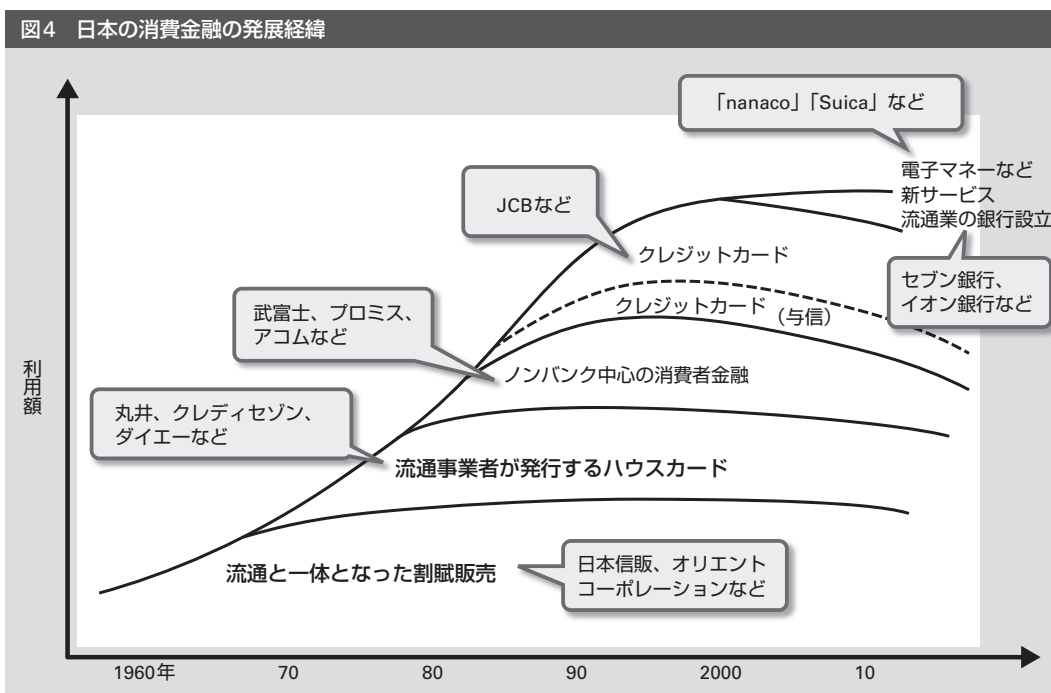 図4 日本の消費金融の発展経緯
「nanaco」「Suica」など
電子マネーなど
新サービス
流通業の銀行設立
JCBなど
クレジットカード
セブン銀行、
イオン銀行など
武富士、プロミス、
アコムなど
クレジットカード（与信）
利用額
ノンバンク中心の消費者金融
丸井、クレディセゾン、
ダイエーなど
流通事業者が発行するハウスカード
流通と一体となった割賦販売
日本信販、オリエント
コーポレーションなど
1960年 70 80 90 2000 10